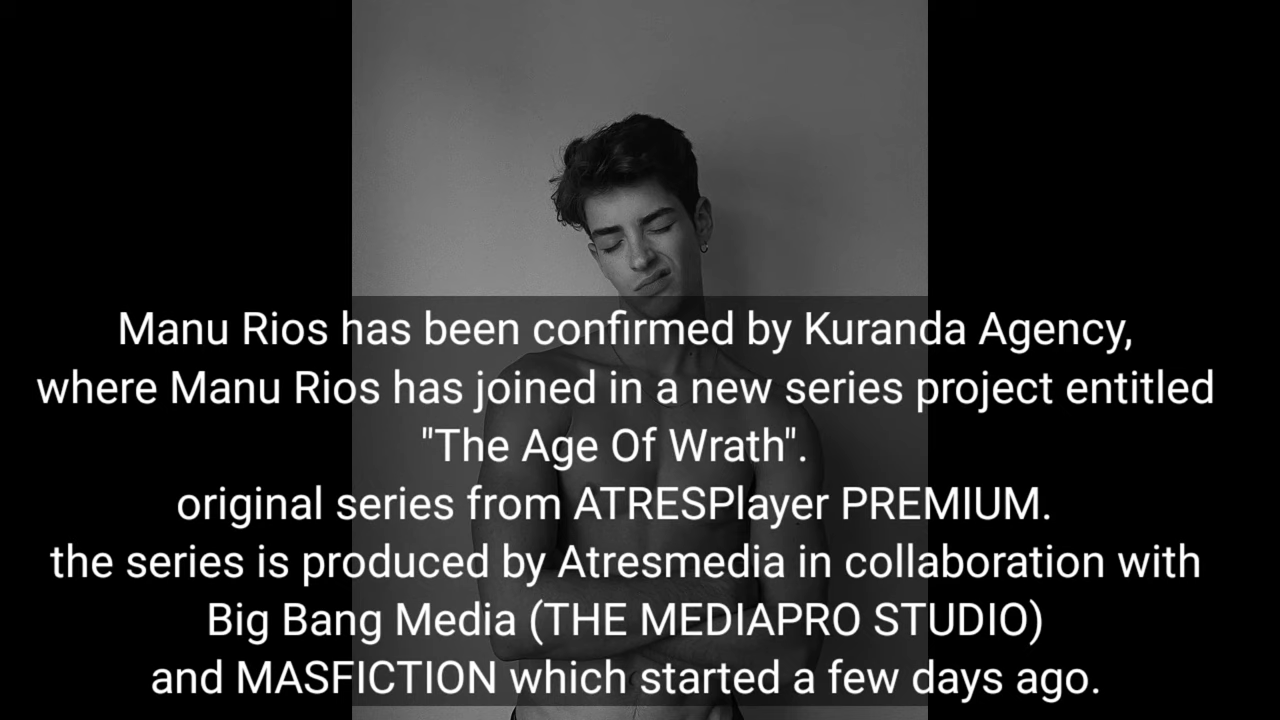 Manu Rios has been confirmed by Kuranda Agency,
where Manu Rios has joined in a new series project entitled
"The Age Of Wrath".
original series from ATRESPlayer PREMIUM.
the series is produced by Atresmedia in collaboration with
Big Bang Media (THE MEDIAPRO STUDIO)
and MASFICTION which started a few days ago.